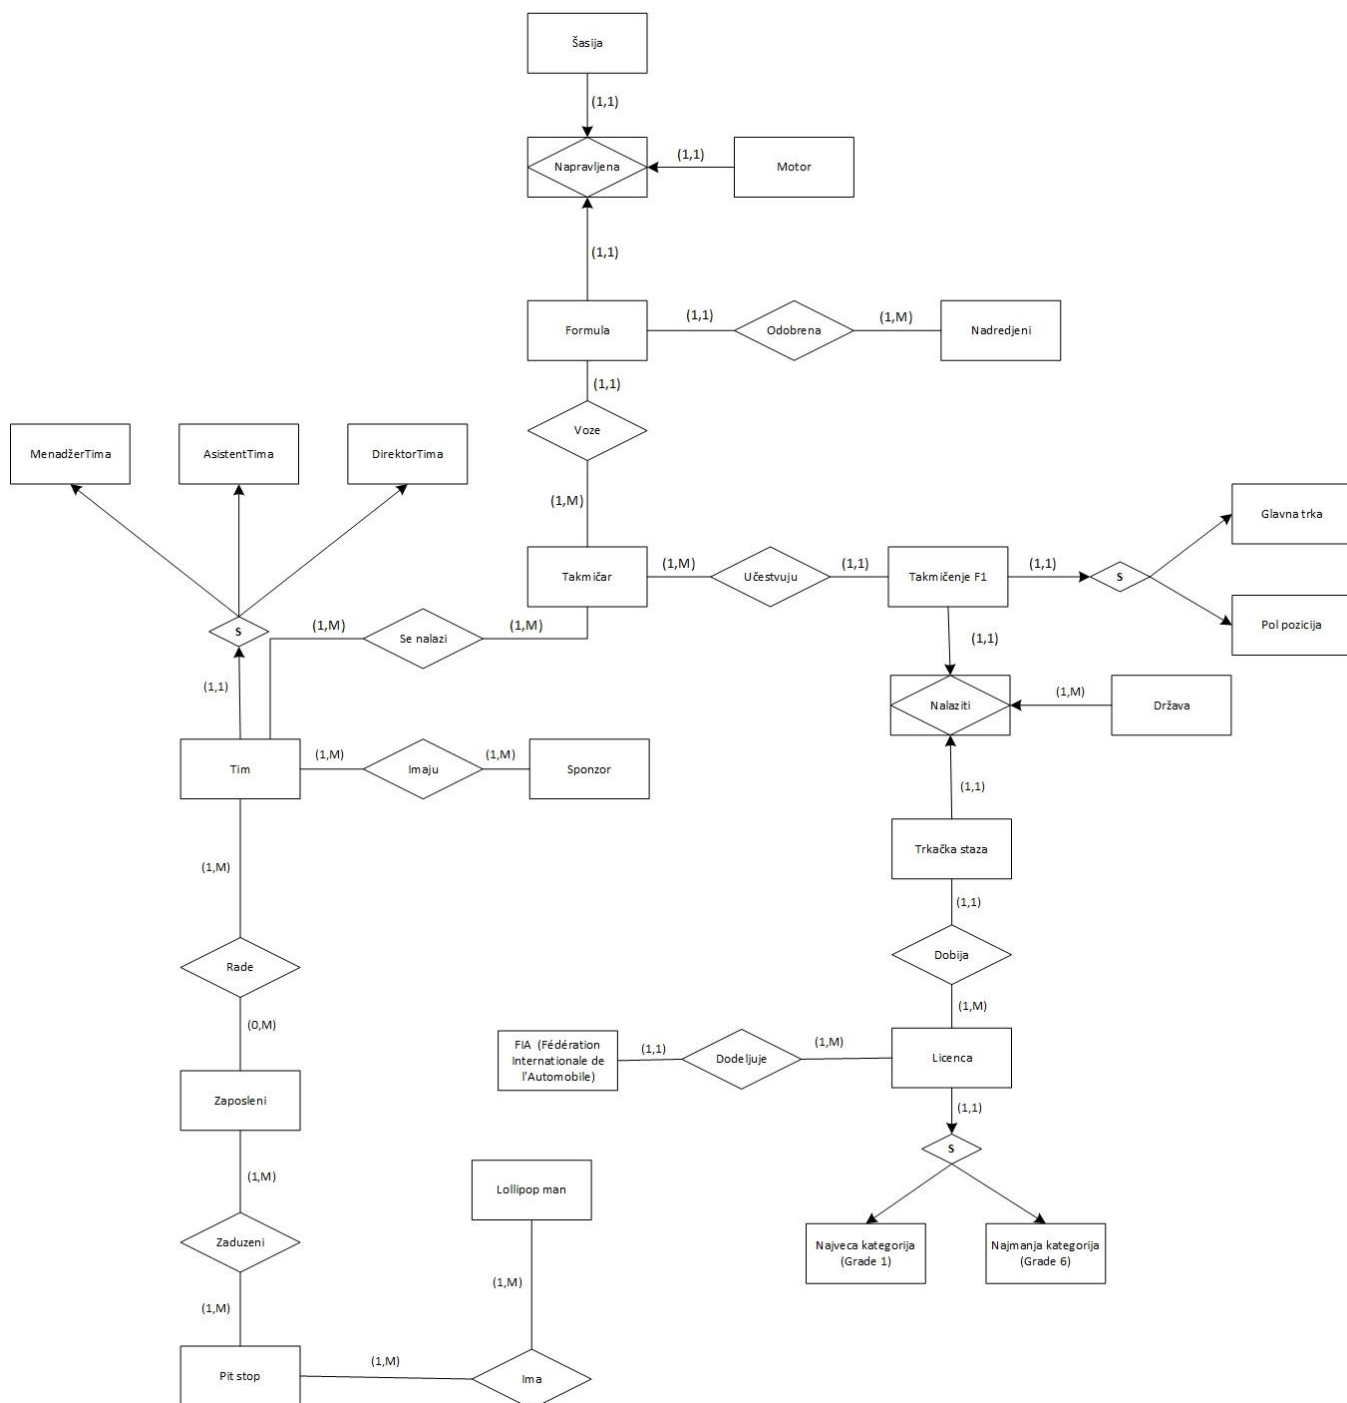 Šasija
(1,1)
Napravljena
(1,1)
Motor
(1,1)
Formula
(1,1)
Odobrena
(1,M)
Nadredjeni
(1,1)
Voze
MenadžerTima
AsistentTima
DirektorTima
(1,M)
Glavna trka
Takmičar
(1,M)
Učestvuju
(1,1)
Takmičenje F1
(1,1)
S
Pol pozicija
S
(1,M)
Se nalazi
(1,M)
(1,1)
(1,1)
Nalaziti
(1,M)
Država
Tim
(1,M)
Imaju
(1,M)
Sponzor
(1,1)
Trkačka staza
(1,M)
(1,1)
Rade
Dobija
(0,M)
(1,M)
FIA (Fédération
Internationale de
l'Automobile)
(1,1)
Dodeljuje
(1,M)
Licenca
Zaposleni
(1,1)
S
(1,M)
Lollipop man
Zaduzeni
Najveca kategorija
(Grade 1)
Najmanja kategorija
(Grade 6)
(1,M)
(1,M)
Pit stop
(1,M)
Ima